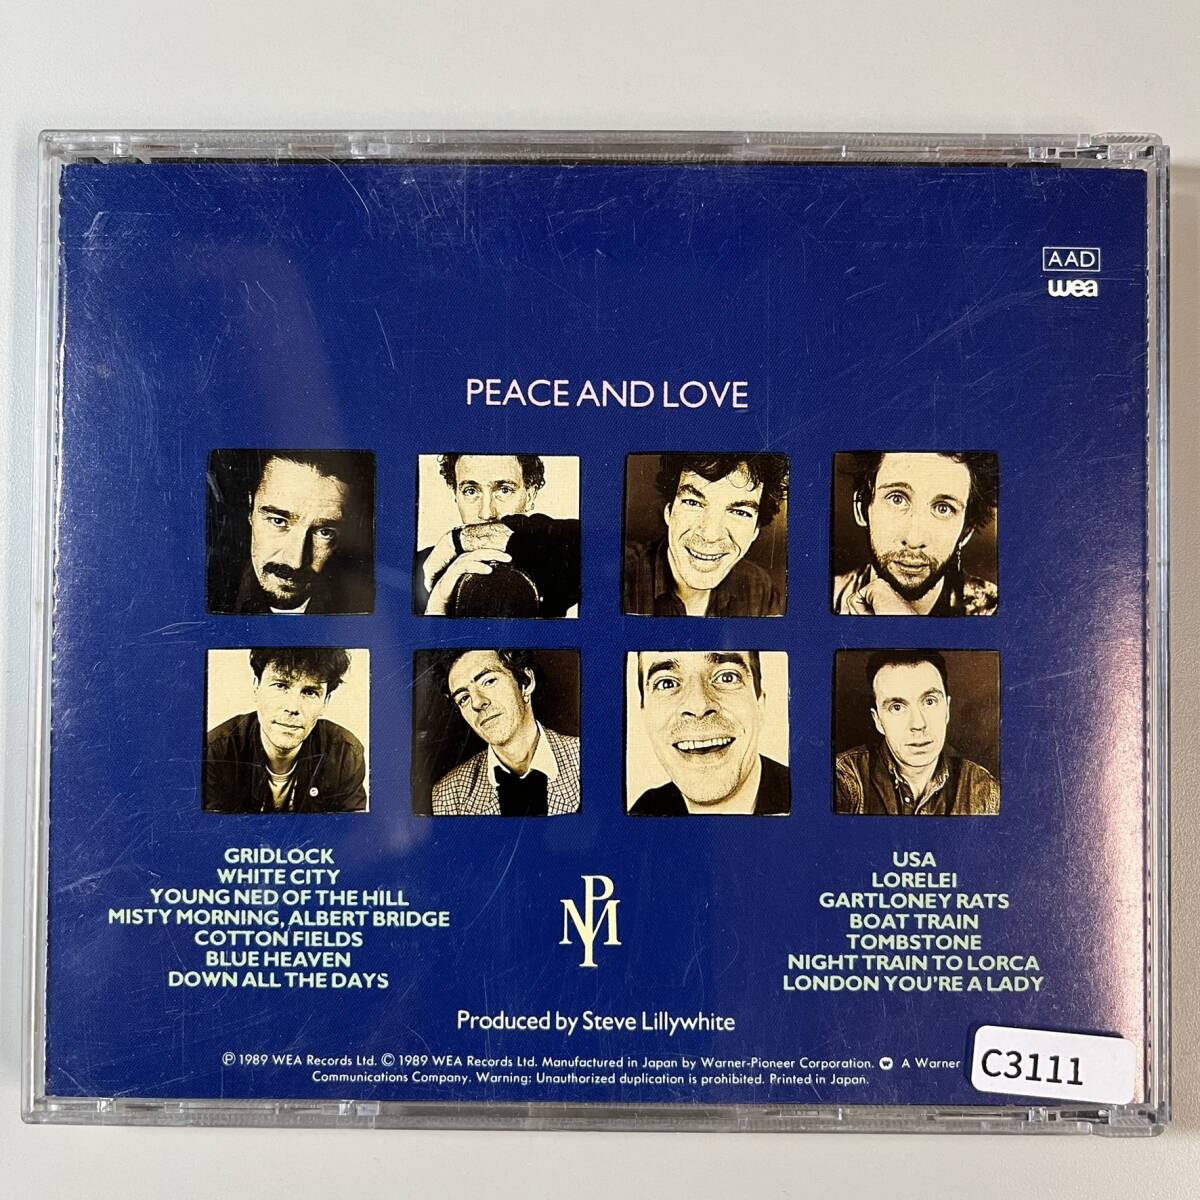 AAD
wea
PEACE AND LOVE
GRIDLOCK
WHITE CITY
YOUNG NED OF THE HILL
MISTY MORNING, ALBERT BRIDGE
COTTON FIELDS
BLUE HEAVEN
DOWN ALL THE DAYS
PM
USA
LORELEI
GARTLONEY RATS
BOAT TRAIN
TOMBSTONE
NIGHT TRAIN TO LORCA
LONDON YOU'RE A LADY
Produced by Steve Lillywhite
℗ 1989 WEA Records Ltd. © 1989 WEA Records Ltd. Manufactured in Japan by Warner-Pioneer Corporation. A Warner
Communications Company. Warning: Unauthorized duplication is prohibited. Printed in Japan.
C3111